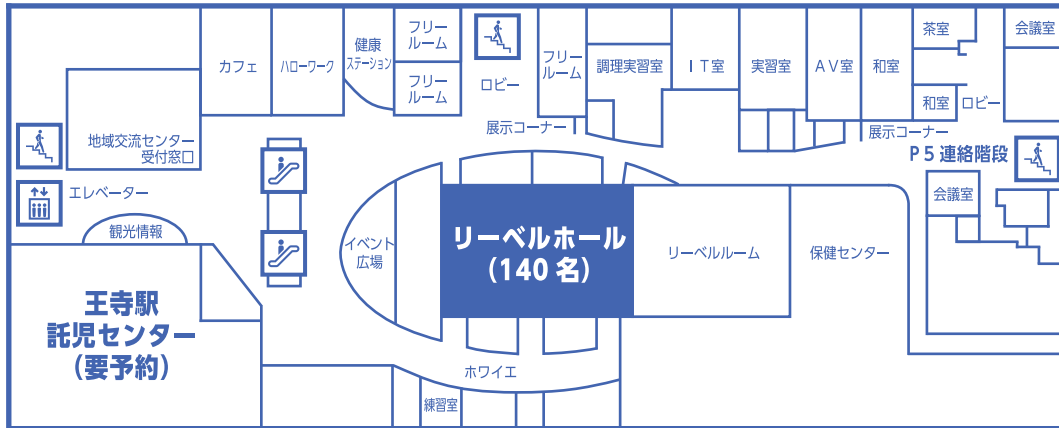 カフェ
ハローワーク
健康
ステーション
フリー
ルーム
フリー
ルーム
ロビー
フリー
ルーム
調理実習室
IT室
実習室
AV室
和室
茶室
和室
ロビー
会議室
展示コーナー
展示コーナー
P5連絡階段
地域交流センター
受付窓口
エレベーター
観光情報
会議室
イベント
広場
リーベルホール
(140名)
リーベルルーム
保健センター
王寺駅
託児センター
(要予約)
ホワイエ
練習室